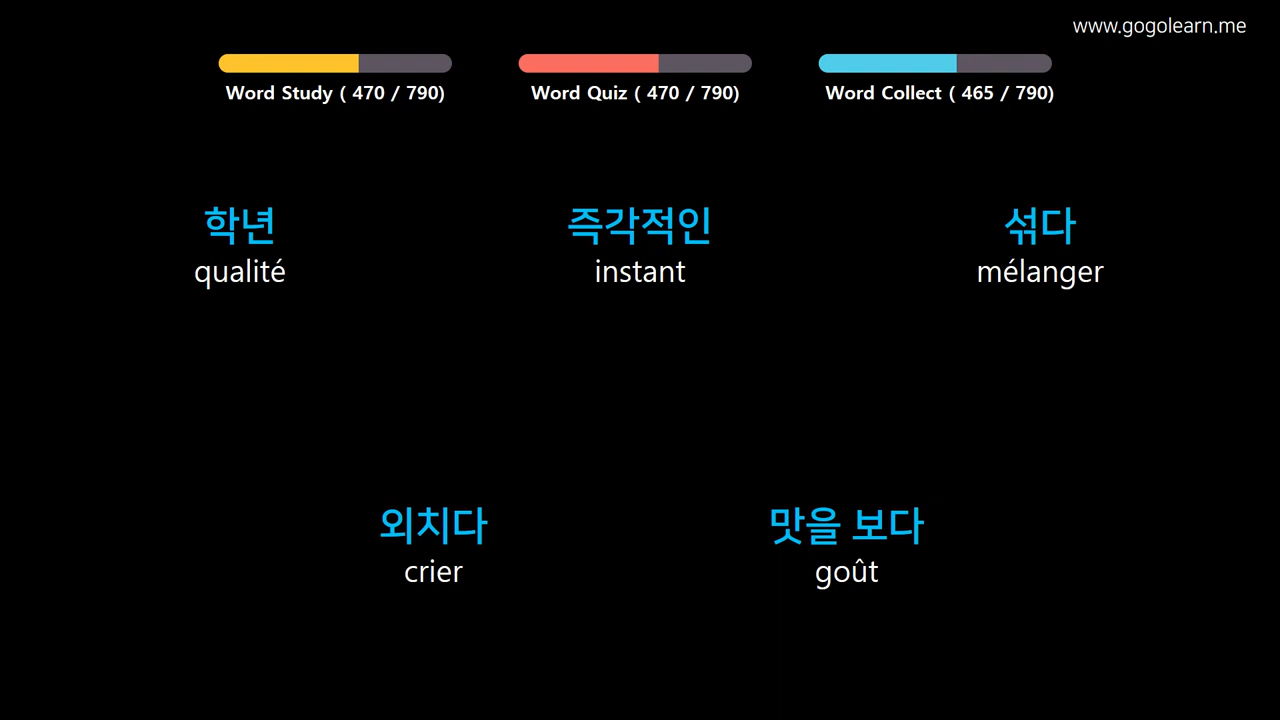 www.gogolearn.me
Word Study ( 470 / 790)
Word Quiz ( 470 / 790)
Word Collect ( 465 / 790)
학년
qualité
즉각적인
instant
섞다
mélanger
외치다
crier
맛을 보다
goût